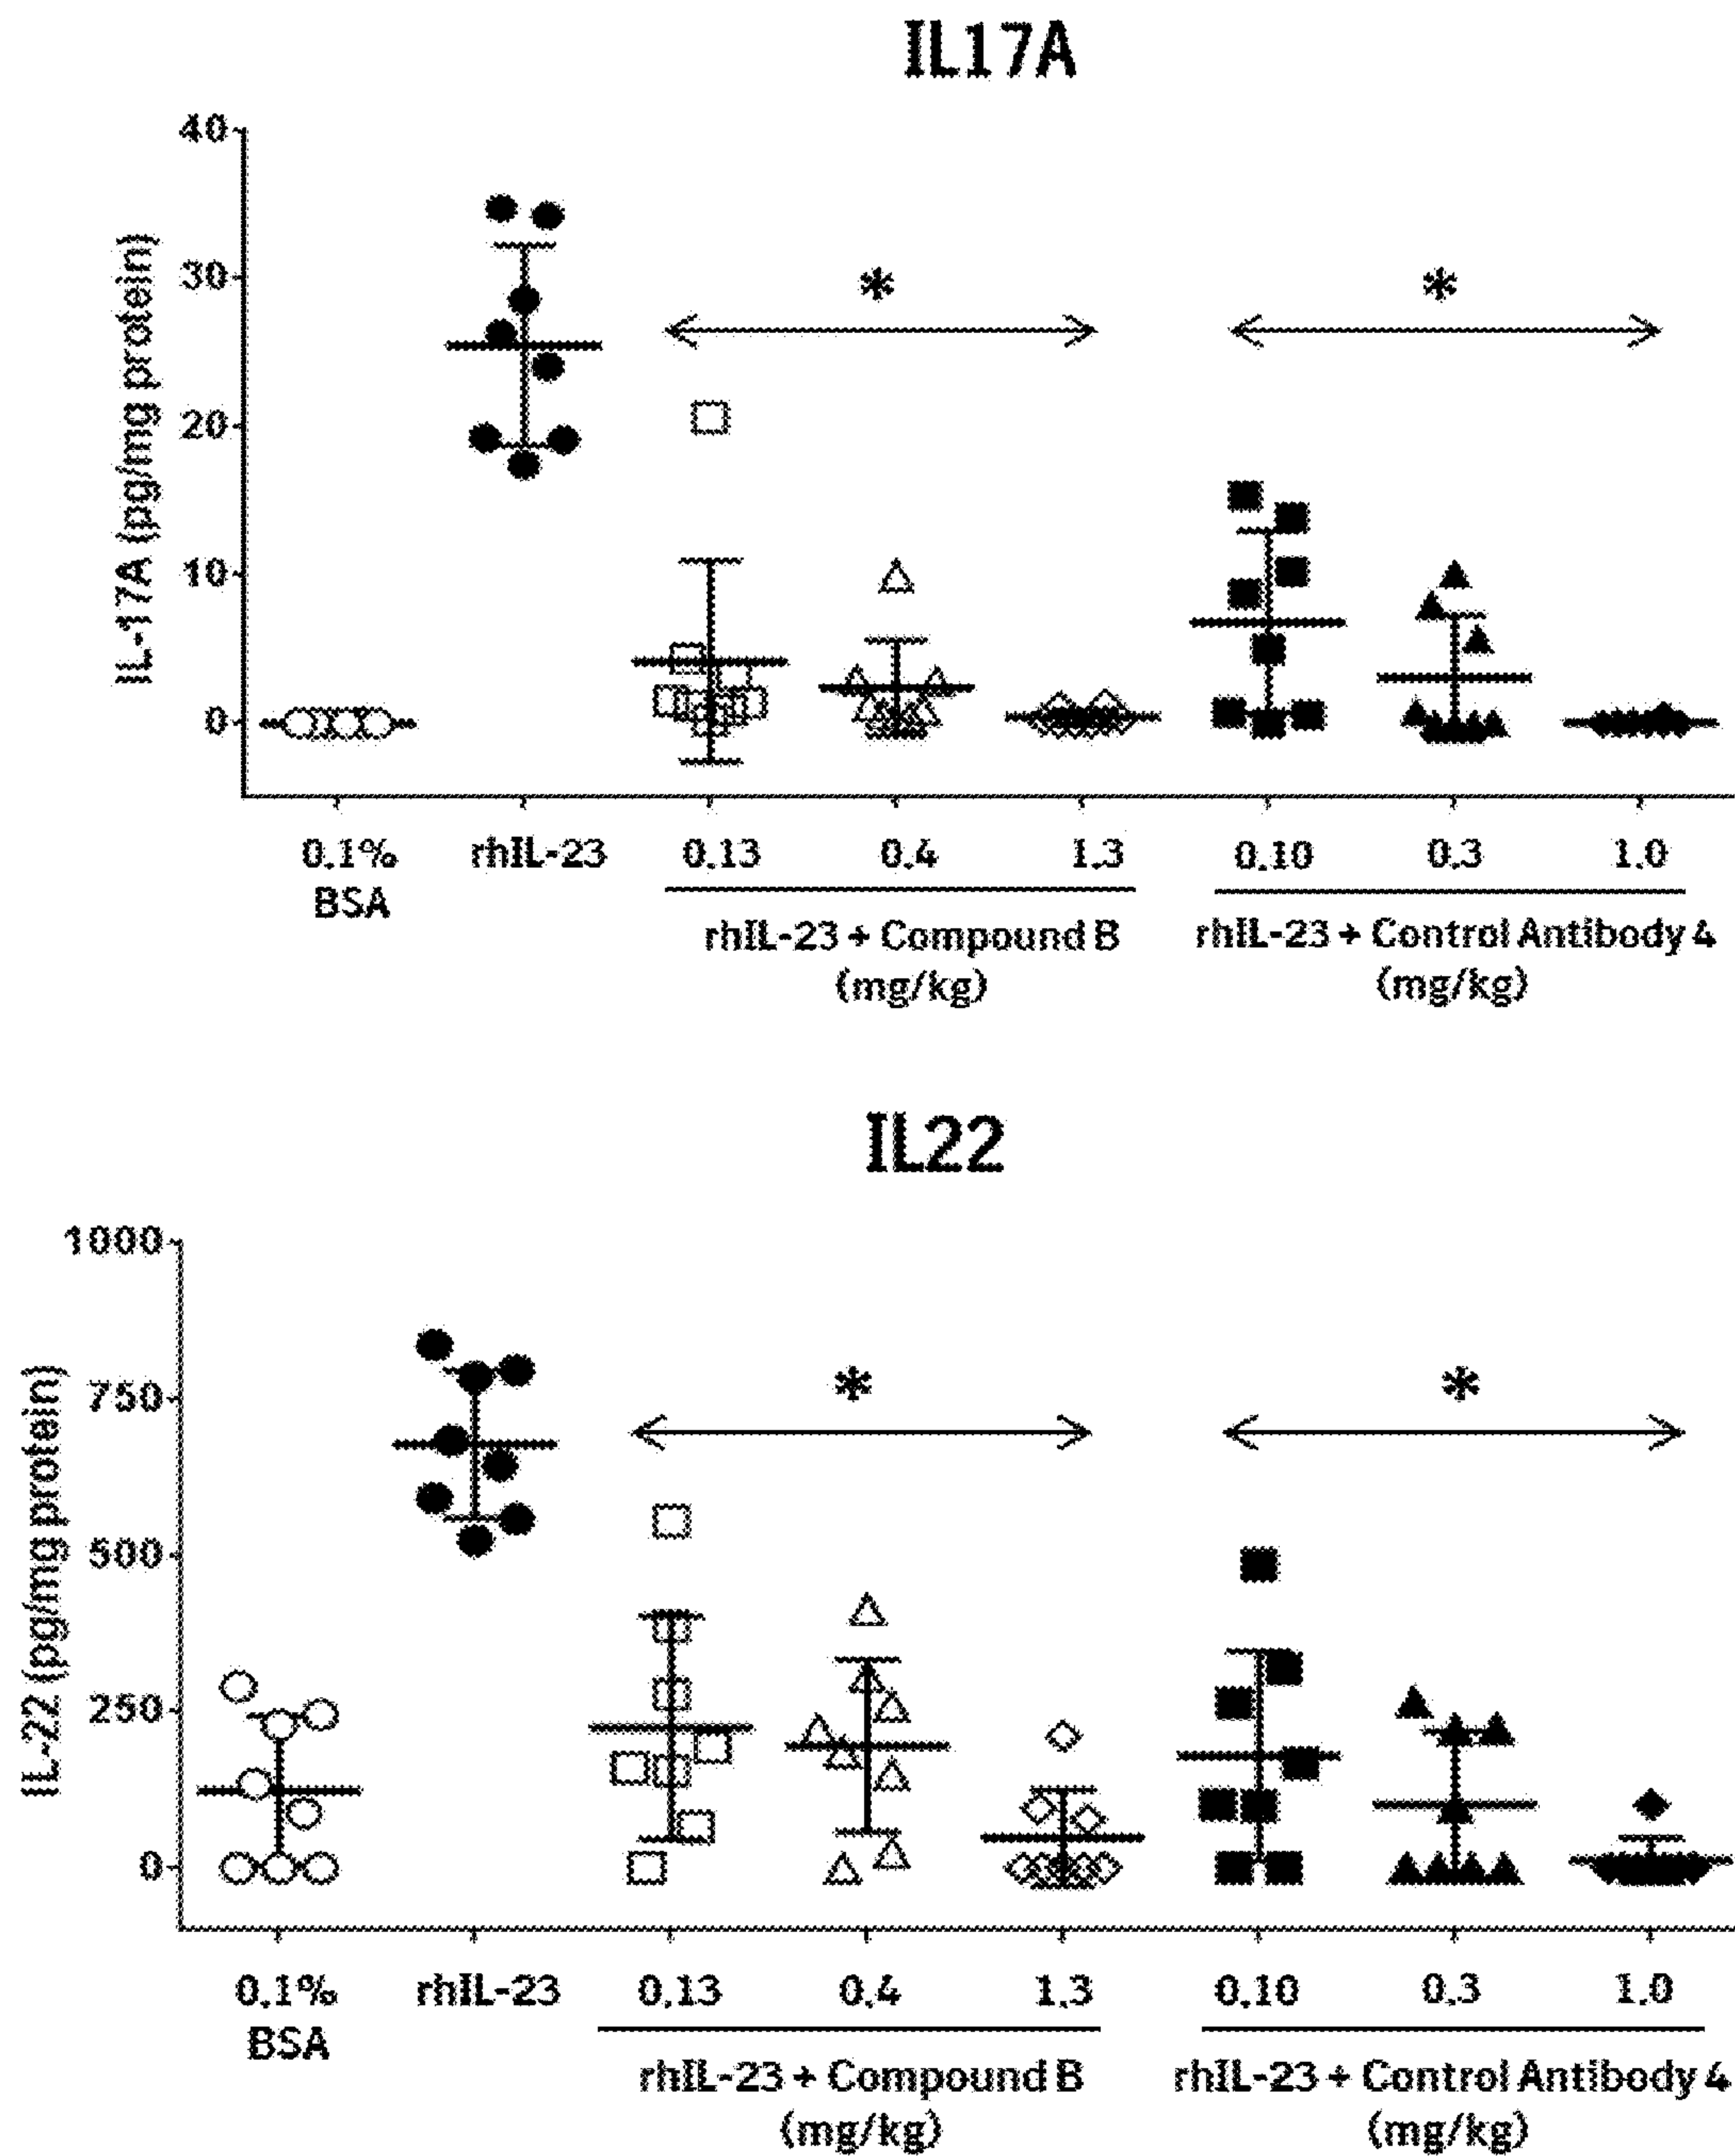 IL17A
IL-17A (pg/mg protein)
40
30
20
10
0
*
*
0.1% BSA
rhIL-23
0.13
0.4
1.3
0.10
0.3
1.0
rhIL-23 + Compound B
(mg/kg)
rhIL-23 + Control Antibody 4
(mg/kg)
IL22
IL-22 (pg/mg protein)
1000
750
500
250
0
*
*
0.1% BSA
rhIL-23
0.13
0.4
1.3
0.10
0.3
1.0
rhIL-23 + Compound B
(mg/kg)
rhIL-23 + Control Antibody 4
(mg/kg)